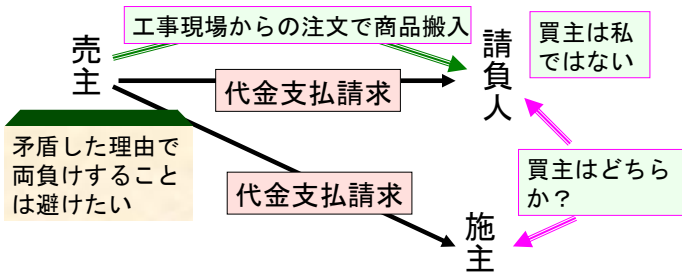 工事現場からの注文で商品搬入
売主
請負人
買主は私
ではない
代金支払請求
矛盾した理由で
両負けすること
は避けたい
代金支払請求
買主はどちら
か？
施主